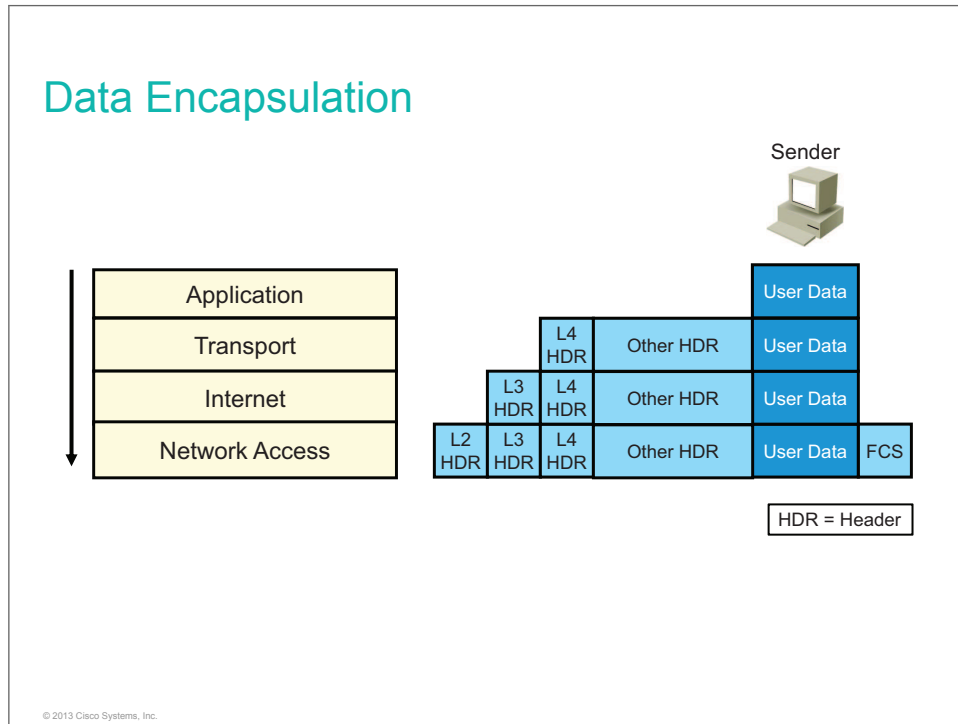 Data Encapsulation
Sender
Application
User Data
Transport
L4
HDR
Other HDR
User Data
Internet
L3
HDR
L4
HDR
Other HDR
User Data
Network Access
L2
HDR
L3
HDR
L4
HDR
Other HDR
User Data
FCS
HDR = Header
© 2013 Cisco Systems, Inc.